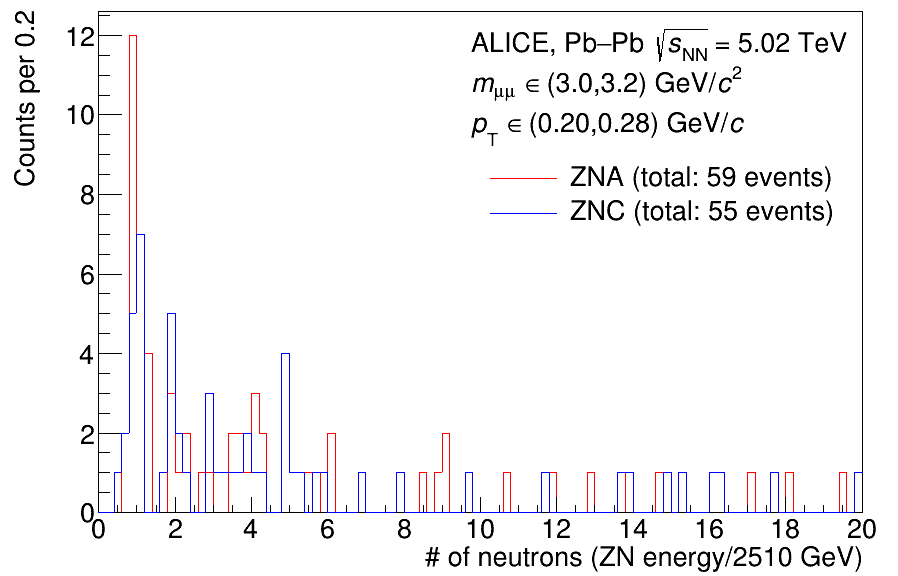 Counts per 0.2
12
10
8
6
4
2
0
ALICE, Pb–Pb √sNN = 5.02 TeV
mμμ ∈ (3.0,3.2) GeV/c2
pT ∈ (0.20,0.28) GeV/c
ZNA (total: 59 events)
ZNC (total: 55 events)
0 2 4 6 8 10 12 14 16 18 20
# of neutrons (ZN energy/2510 GeV)